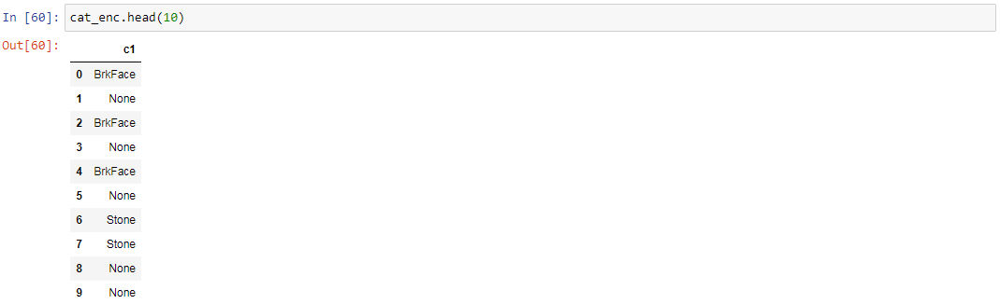 In [60]: cat_enc.head(10)
Out[60]:
c1
0 BrkFace
1 None
2 BrkFace
3 None
4 BrkFace
5 None
6 Stone
7 Stone
8 None
9 None